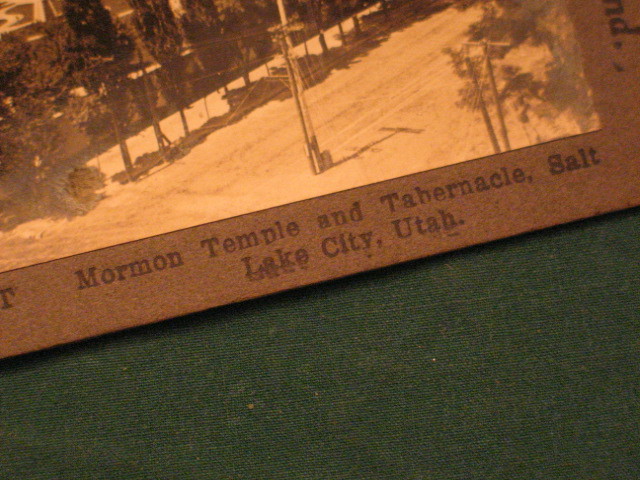 T Mormon Temple and Tabernacle, Salt
Lake City, Utah.